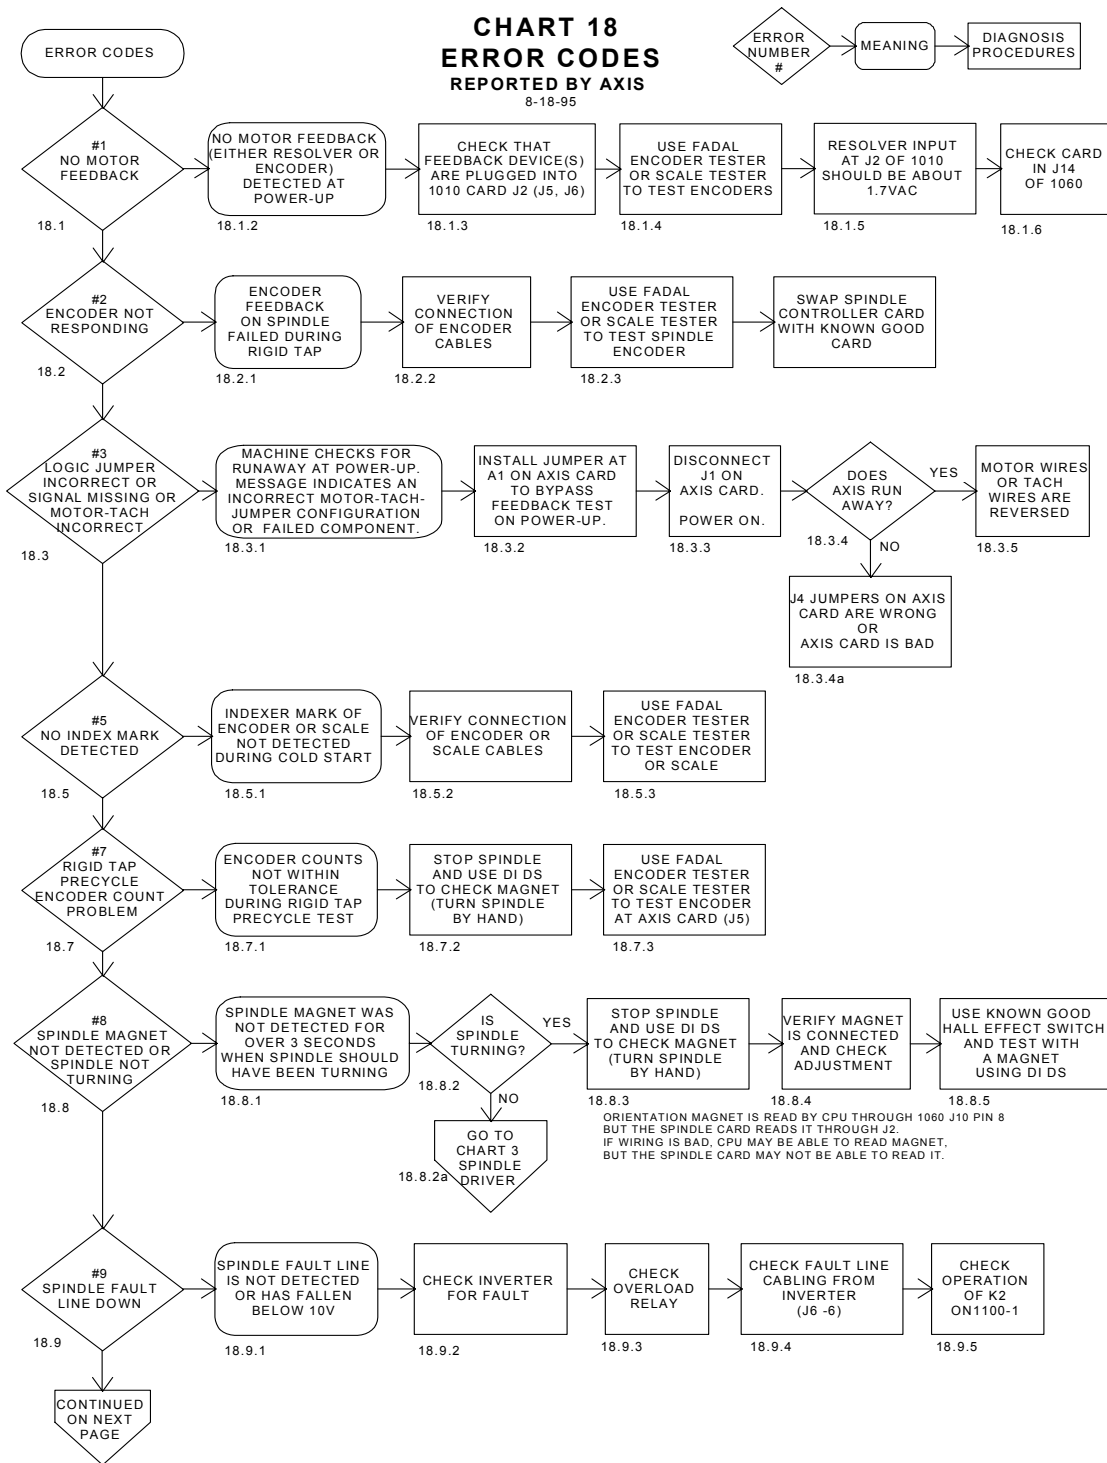 CHART 18
ERROR CODES
REPORTED BY AXIS
8-18-95
ERROR
NUMBER
#
MEANING
DIAGNOSIS
PROCEDURES
ERROR CODES
#1
NO MOTOR
FEEDBACK
18.1
NO MOTOR FEEDBACK
(EITHER RESOLVER OR
ENCODER)
DETECTED AT
POWER-UP
18.1.2
CHECK THAT
FEEDBACK DEVICE(S)
ARE PLUGGED INTO
1010 CARD J2 (J5, J6)
18.1.3
USE FADAL
ENCODER TESTER
OR SCALE TESTER
TO TEST ENCODERS
18.1.4
RESOLVER INPUT
AT J2 OF 1010
SHOULD BE ABOUT
1.7VAC
18.1.5
CHECK CARD
IN J14
OF 1060
18.1.6
#2
ENCODER NOT
RESPONDING
18.2
ENCODER
FEEDBACK
ON SPINDLE
FAILED DURING
RIGID TAP
18.2.1
VERIFY
CONNECTION
OF ENCODER
CABLES
18.2.2
USE FADAL
ENCODER TESTER
OR SCALE TESTER
TO TEST SPINDLE
ENCODER
18.2.3
SWAP SPINDLE
CONTROLLER CARD
WITH KNOWN GOOD
CARD
#3
LOGIC JUMPER
INCORRECT OR
SIGNAL MISSING OR
MOTOR-TACH
INCORRECT
18.3
MACHINE CHECKS FOR
RUNAWAY AT POWER-UP.
MESSAGE INDICATES AN
INCORRECT MOTOR-TACH-
JUMPER CONFIGURATION
OR FAILED COMPONENT.
18.3.1
INSTALL JUMPER AT
A1 ON AXIS CARD
TO BYPASS
FEEDBACK TEST
ON POWER-UP.
18.3.2
DISCONNECT
J1 ON
AXIS CARD.
POWER ON.
18.3.3
DOES
AXIS RUN
AWAY?
18.3.4
YES
MOTOR WIRES
OR TACH
WIRES ARE
REVERSED
18.3.5
NO
J4 JUMPERS ON AXIS
CARD ARE WRONG
OR
AXIS CARD IS BAD
18.3.4a
#5
NO INDEX MARK
DETECTED
18.5
INDEXER MARK OF
ENCODER OR SCALE
NOT DETECTED
DURING COLD START
18.5.1
VERIFY CONNECTION
OF ENCODER OR
SCALE CABLES
18.5.2
USE FADAL
ENCODER TESTER
OR SCALE TESTER
TO TEST ENCODER
OR SCALE
18.5.3
#7
RIGID TAP
PRECYCLE
ENCODER COUNT
PROBLEM
18.7
ENCODER COUNTS
NOT WITHIN
TOLERANCE
DURING RIGID TAP
PRECYCLE TEST
18.7.1
STOP SPINDLE
AND USE DI DS
TO CHECK MAGNET
(TURN SPINDLE
BY HAND)
18.7.2
USE FADAL
ENCODER TESTER
OR SCALE TESTER
TO TEST ENCODER
AT AXIS CARD (J5)
18.7.3
#8
SPINDLE MAGNET
NOT DETECTED OR
SPINDLE NOT
TURNING
18.8
SPINDLE MAGNET WAS
NOT DETECTED FOR
OVER 3 SECONDS
WHEN SPINDLE SHOULD
HAVE BEEN TURNING
18.8.1
IS
SPINDLE
TURNING?
18.8.2
YES
STOP SPINDLE
AND USE DI DS
TO CHECK MAGNET
(TURN SPINDLE
BY HAND)
18.8.3
VERIFY MAGNET
IS CONNECTED
AND CHECK
ADJUSTMENT
18.8.4
USE KNOWN GOOD
HALL EFFECT SWITCH
AND TEST WITH
A MAGNET
USING DI DS
18.8.5
NO
GO TO
CHART 3
SPINDLE
DRIVER
18.8.2a
ORIENTATION MAGNET IS READ BY CPU THROUGH 1060 J10 PIN 8
BUT THE SPINDLE CARD READS IT THROUGH J2.
IF WIRING IS BAD, CPU MAY BE ABLE TO READ MAGNET,
BUT THE SPINDLE CARD MAY NOT BE ABLE TO READ IT.
#9
SPINDLE FAULT
LINE DOWN
18.9
SPINDLE FAULT LINE
IS NOT DETECTED
OR HAS FALLEN
BELOW 10V
18.9.1
CHECK INVERTER
FOR FAULT
18.9.2
CHECK
OVERLOAD
RELAY
18.9.3
CHECK FAULT LINE
CABLING FROM
INVERTER
(J6 -6)
18.9.4
CHECK
OPERATION
OF K2
ON1100-1
18.9.5
CONTINUED
ON NEXT
PAGE